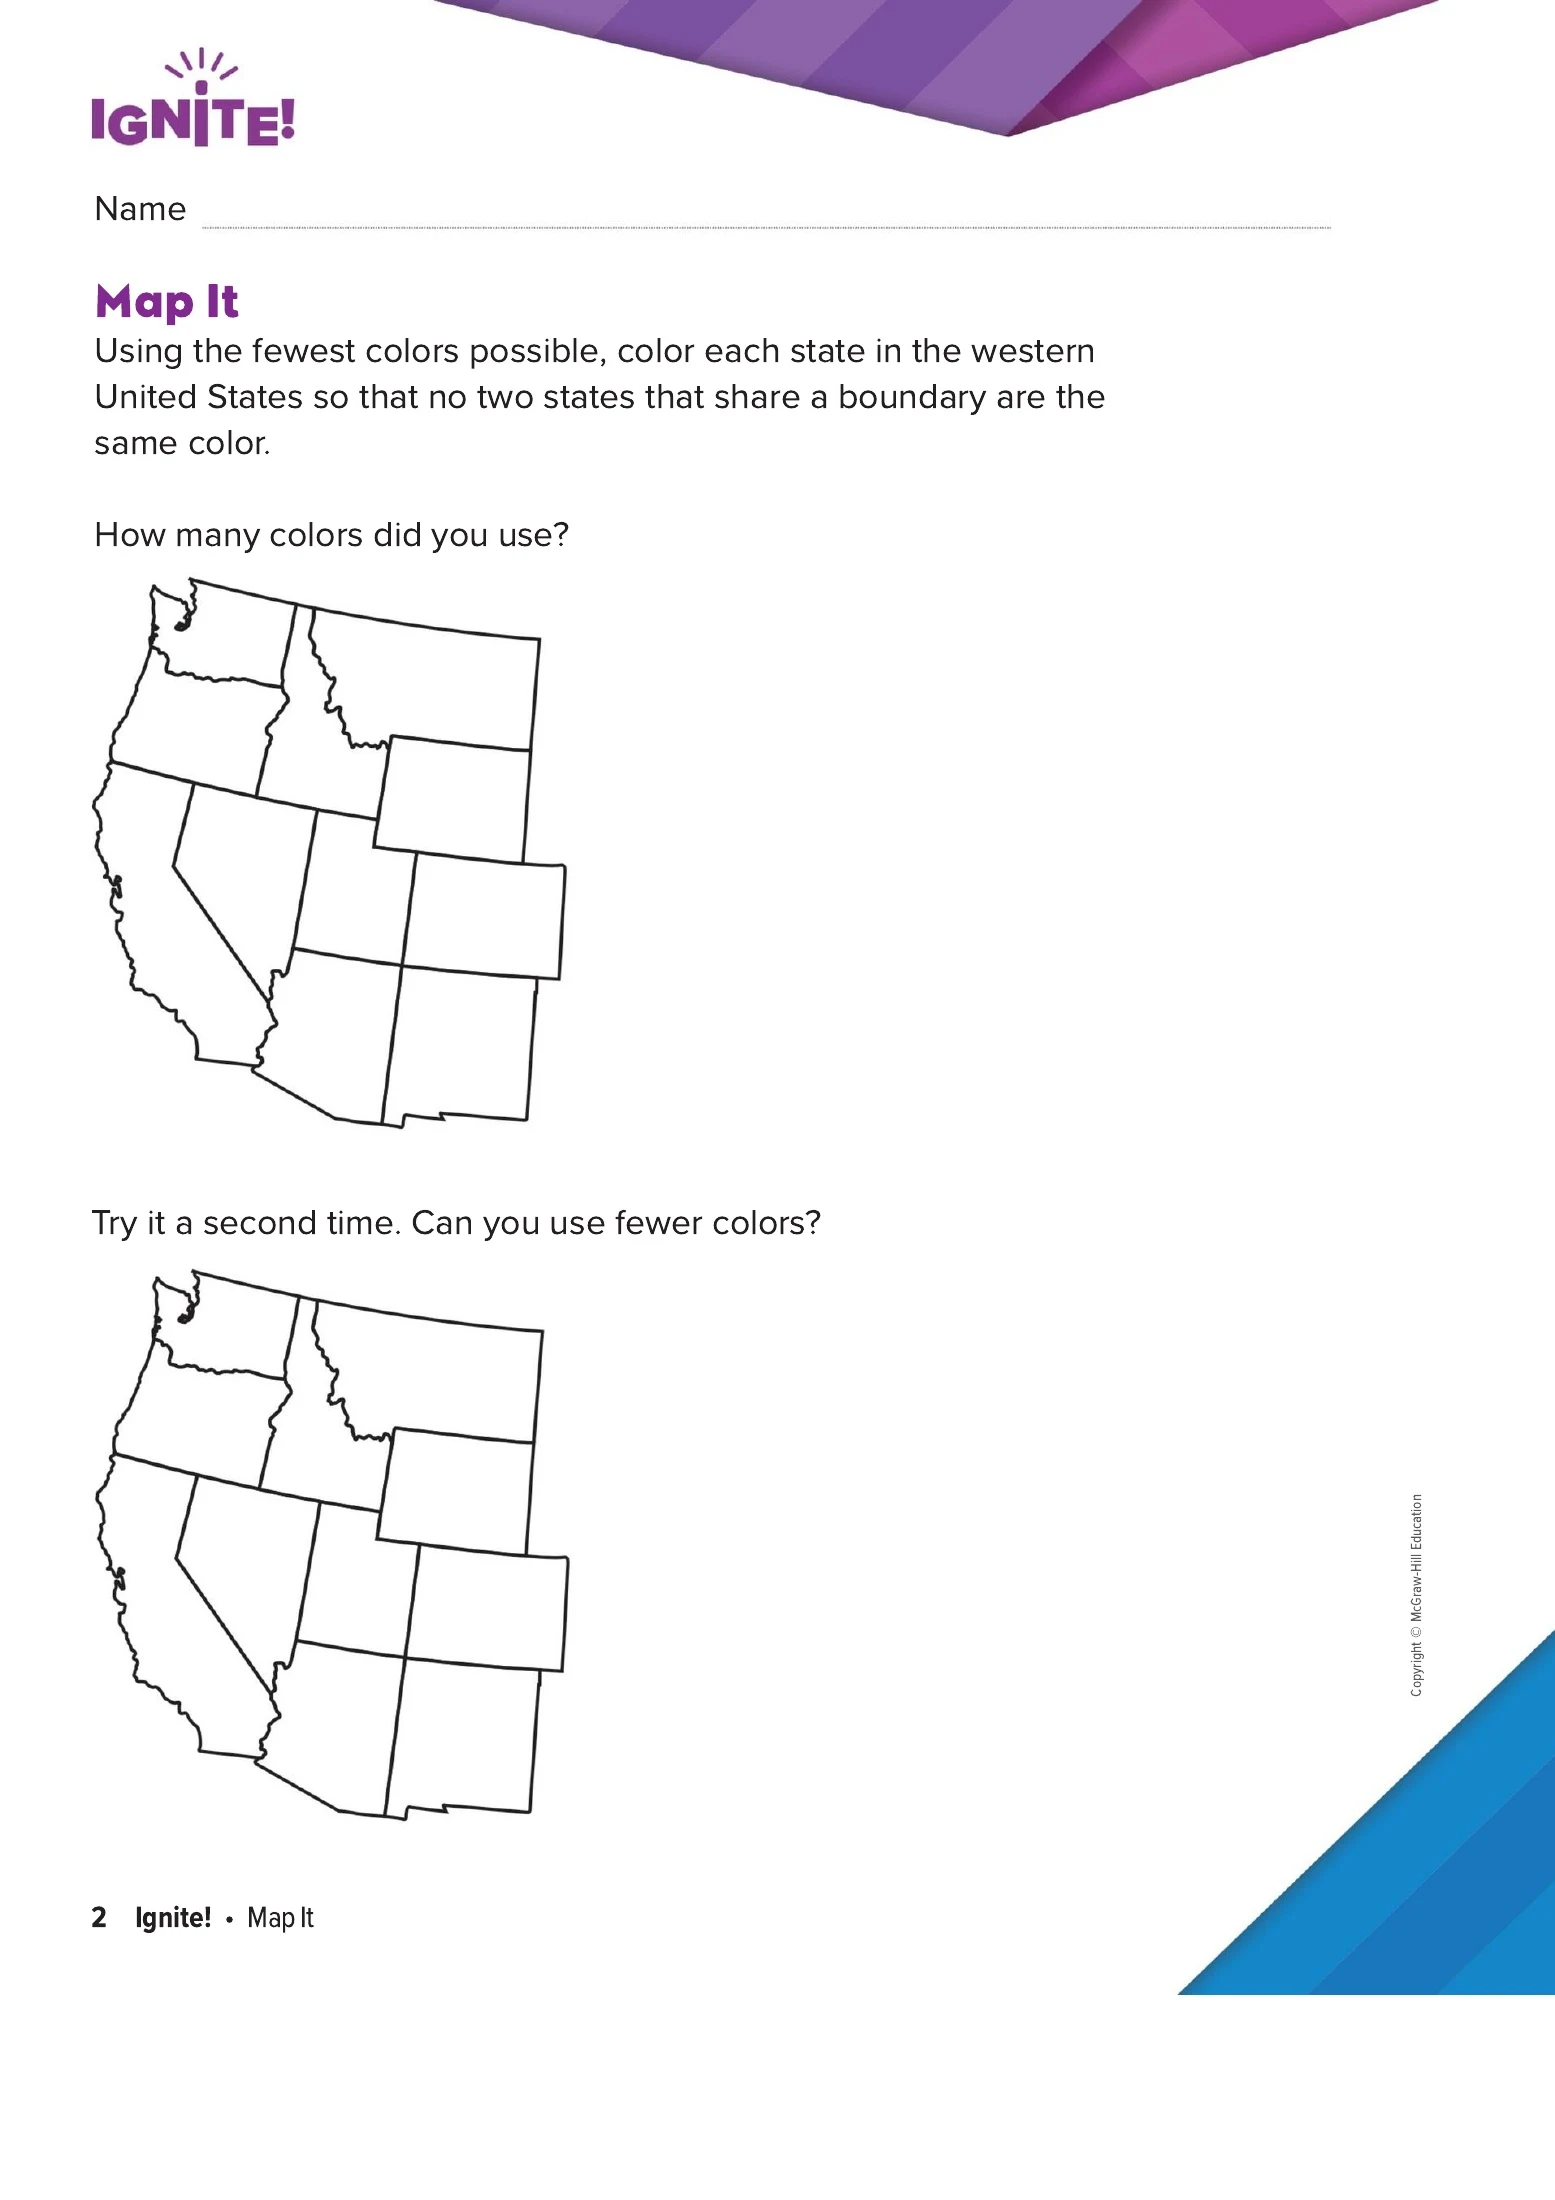 IGNITE!
Name
Map It
Using the fewest colors possible, color each state in the western
United States so that no two states that share a boundary are the
same color.
How many colors did you use?
Try it a second time. Can you use fewer colors?
Copyright © McGraw-Hill Education
2 Ignite! • Map It